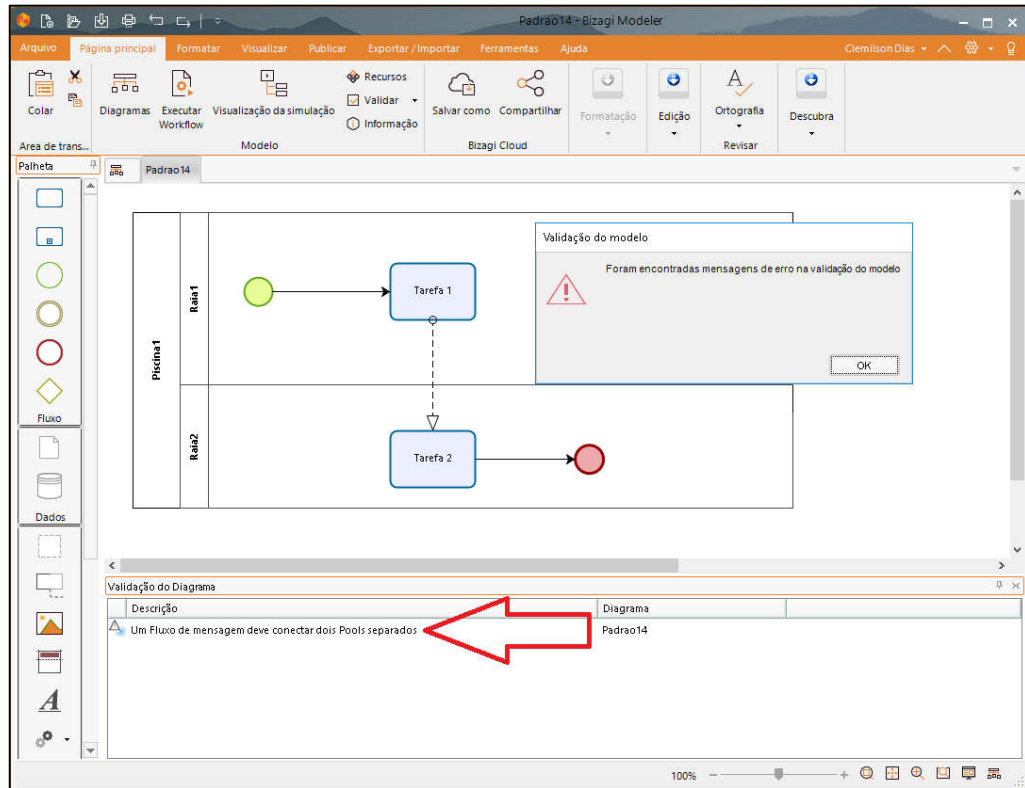 Padrao14 - Bizagi Modeler
Arquivo Página principal Formatar Visualizar Publicar Exportar / Importar Ferramentas Ajuda Clemilson Dias
Colar
Diagramas
Executar Workflow
Visualização da simulação
Recursos
Validar
Informação
Salvar como
Compartilhar
Formatação
Edição
Ortografia
Descubra
Area de trans...
Modelo
Bizagi Cloud
Revisar
Palheta
Padrao14
Fluxo
Dados
A
Piscina1
Raia1
Tarefa 1
Raia2
Tarefa 2
Validação do modelo
Foram encontradas mensagens de erro na validação do modelo
OK
Validação do Diagrama
Descrição Diagrama
Um Fluxo de mensagem deve conectar dois Pools separados Padrao14
100%